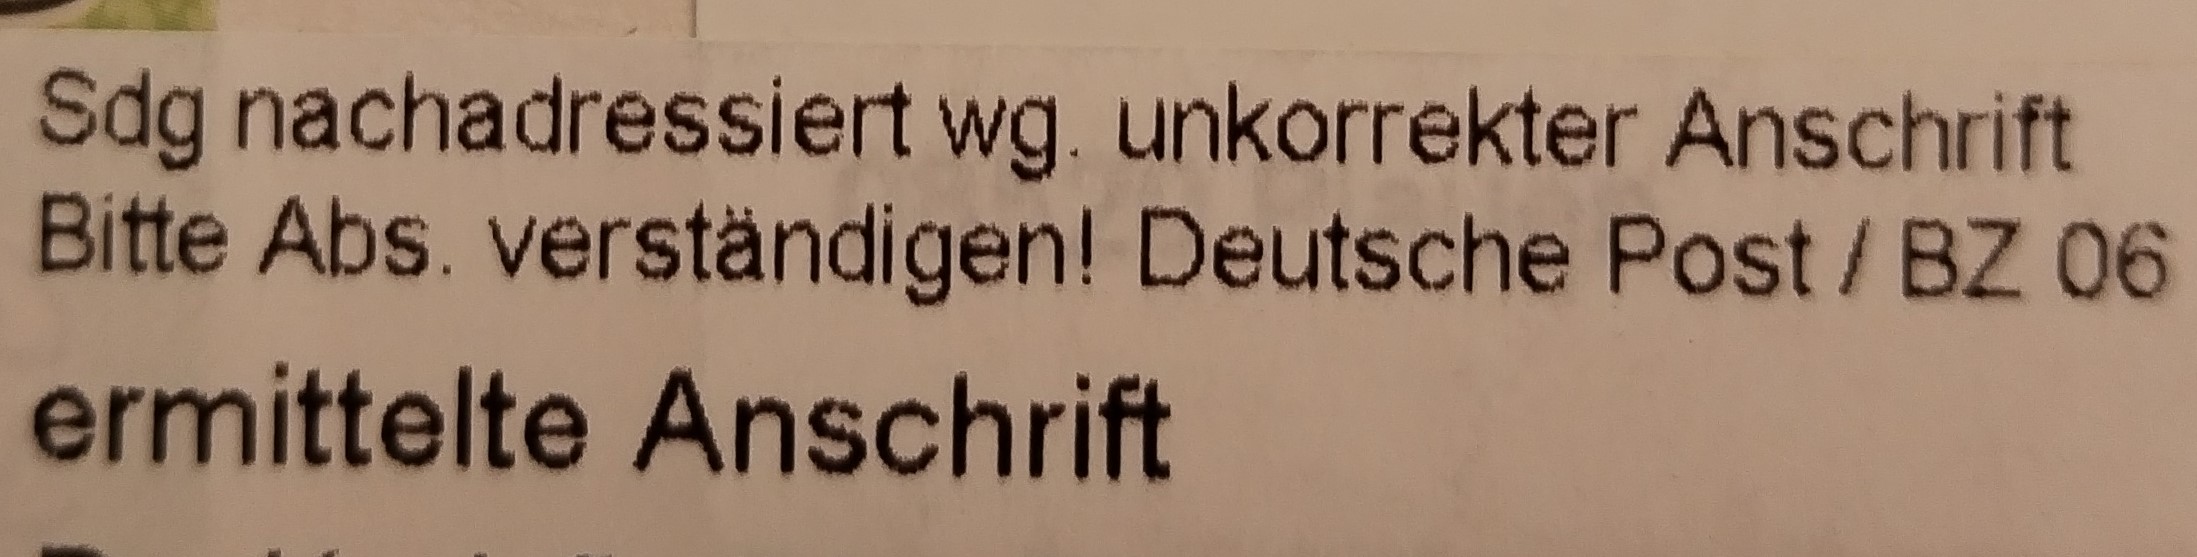 Sdg nachadressiert wg. unkorrekter Anschrift
Bitte Abs. verständigen! Deutsche Post / BZ 06
ermittelte Anschrift